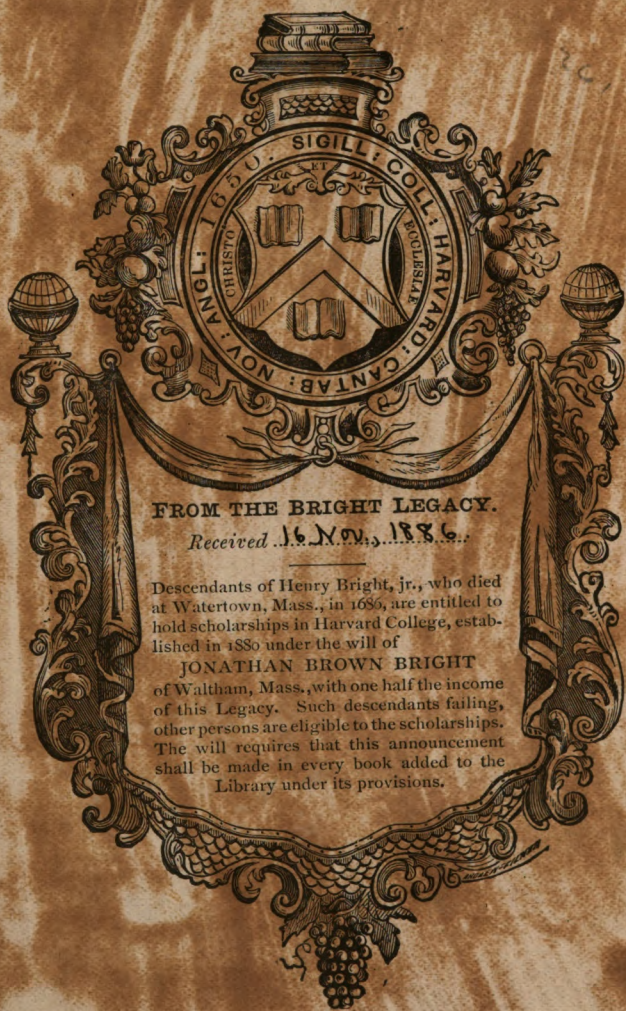 SIGILL: COLL: HARVARD: CANTAB: NOV: ANGL: 1650.
CHRISTO ET ECCLESIAE
FROM THE BRIGHT LEGACY.
Received 16 Nov., 1886.
Descendants of Henry Bright, jr., who died
at Watertown, Mass., in 1686, are entitled to
hold scholarships in Harvard College, estab-
lished in 1880 under the will of
JONATHAN BROWN BRIGHT
of Waltham, Mass., with one half the income
of this Legacy. Such descendants failing,
other persons are eligible to the scholarships.
The will requires that this announcement
shall be made in every book added to the
Library under its provisions.